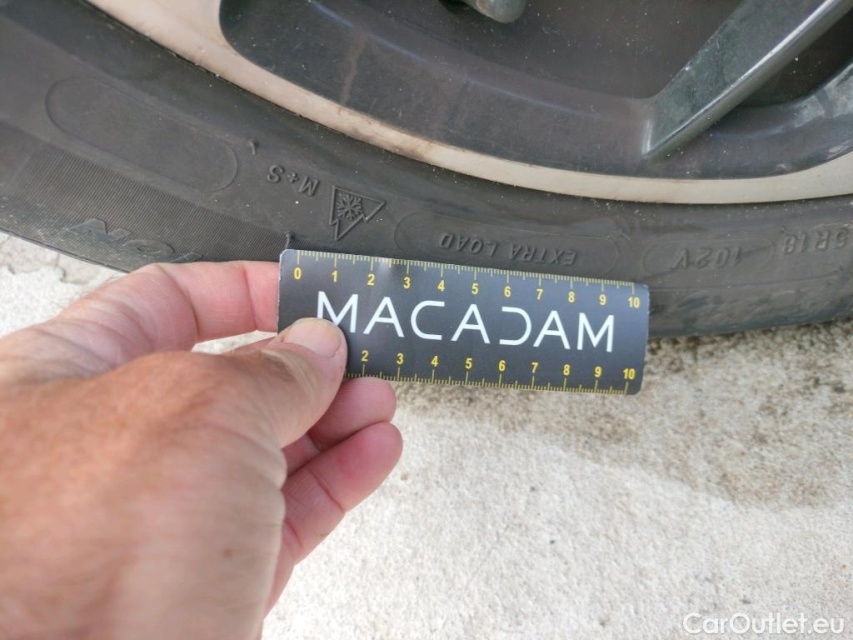 M+S
EXTRA LOAD
5R18 102V
0 1 2 3 4 5 6 7 8 9 10
MACADAM
2 3 4 5 6 7 8 9 10
CarOutlet.eu